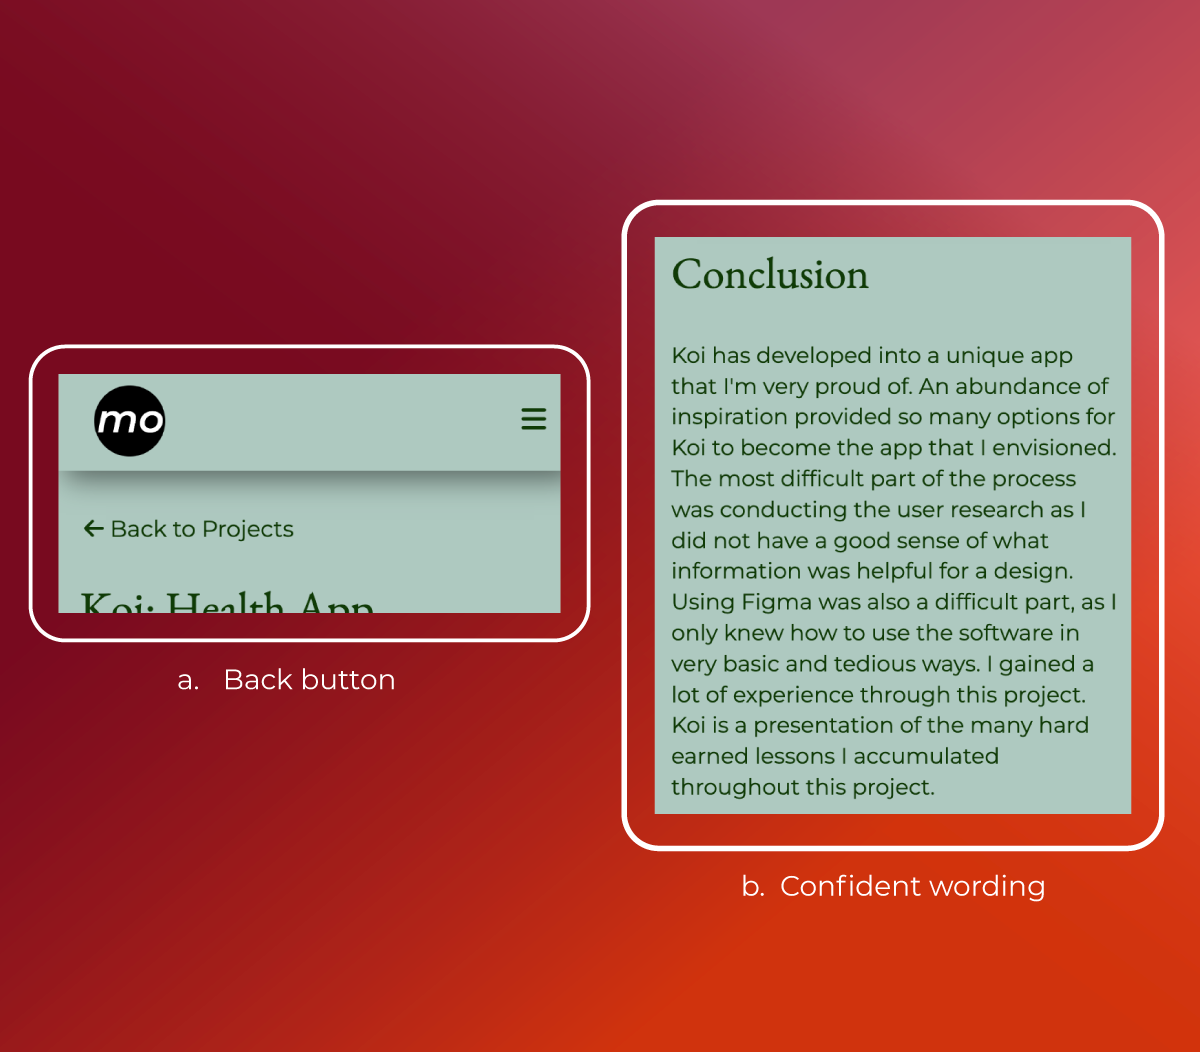 mo
← Back to Projects
Koi: Health App
a. Back button
Conclusion
Koi has developed into a unique app
that I'm very proud of. An abundance of
inspiration provided so many options for
Koi to become the app that I envisioned.
The most difficult part of the process
was conducting the user research as I
did not have a good sense of what
information was helpful for a design.
Using Figma was also a difficult part, as I
only knew how to use the software in
very basic and tedious ways. I gained a
lot of experience through this project.
Koi is a presentation of the many hard
earned lessons I accumulated
throughout this project.
b. Confident wording